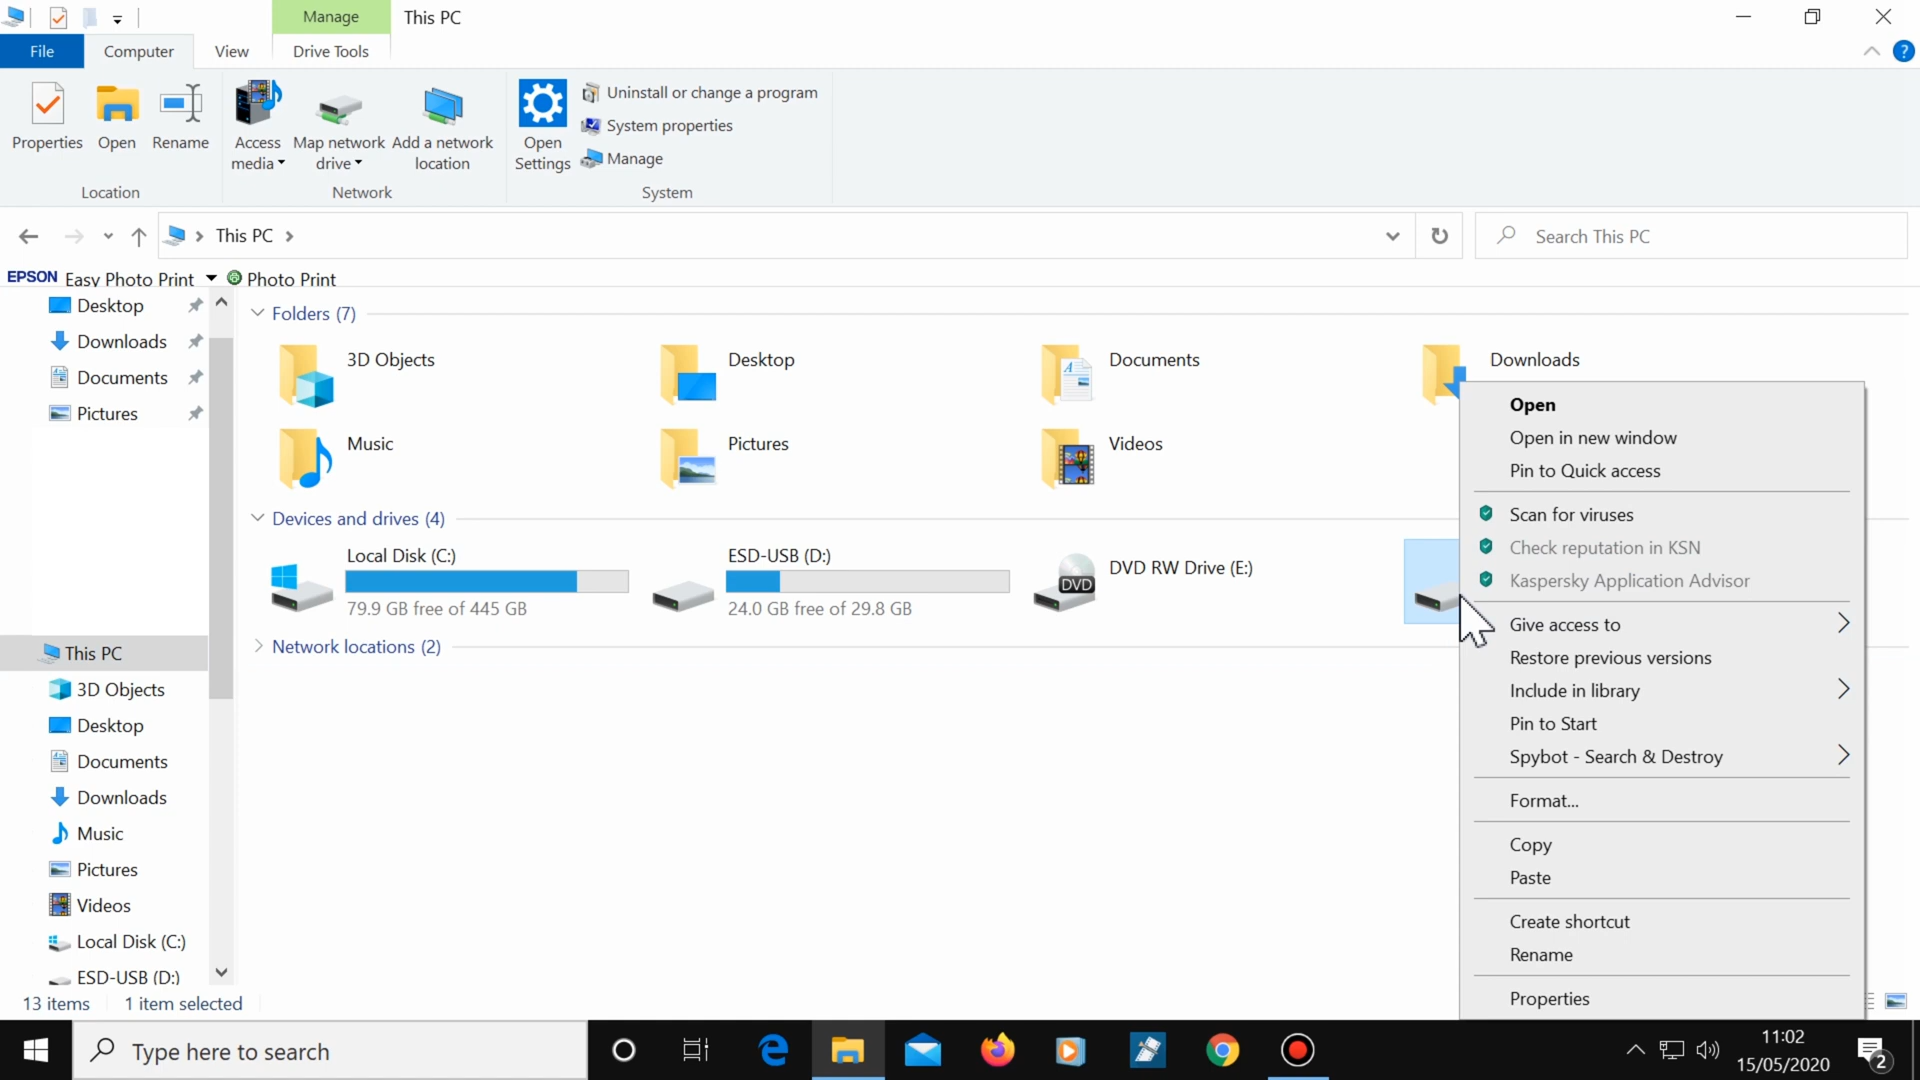 Manage
This PC
File
Computer
View
Drive Tools
?
Properties
Open
Rename
Access
media
Map network
drive
Add a network
location
Open
Settings
Uninstall or change a program
System properties
Manage
Location
Network
System
This PC
Search This PC
EPSON Easy Photo Print
Photo Print
Desktop
Downloads
Documents
Pictures
This PC
3D Objects
Desktop
Documents
Downloads
Music
Pictures
Videos
Local Disk (C:)
ESD-USB (D:)
Folders (7)
3D Objects
Desktop
Documents
Downloads
Music
Pictures
Videos
Devices and drives (4)
Local Disk (C:)
79.9 GB free of 445 GB
ESD-USB (D:)
24.0 GB free of 29.8 GB
DVD
DVD RW Drive (E:)
Network locations (2)
Open
Open in new window
Pin to Quick access
Scan for viruses
Check reputation in KSN
Kaspersky Application Advisor
Give access to
Restore previous versions
Include in library
Pin to Start
Spybot - Search & Destroy
Format...
Copy
Paste
Create shortcut
Rename
Properties
13 items
1 item selected
Type here to search
11:02
15/05/2020
2